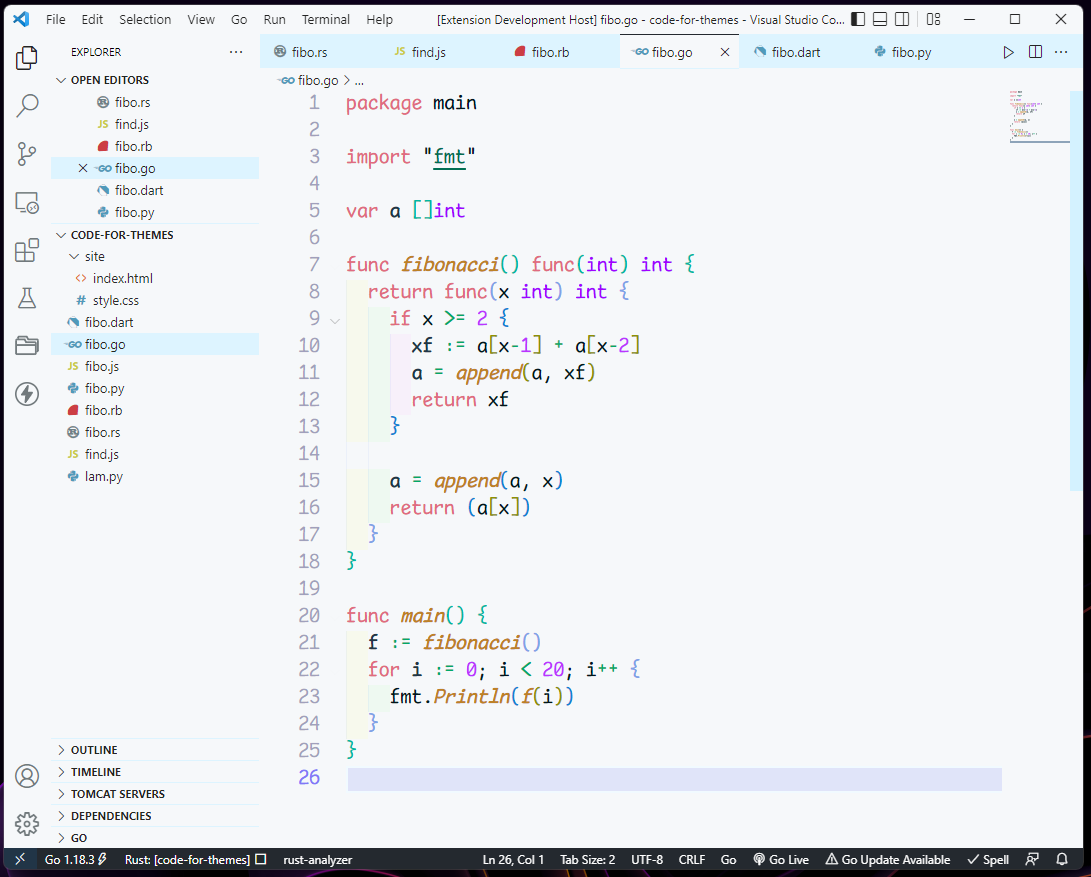 File Edit Selection View Go Run Terminal Help [Extension Development Host] fibo.go - code-for-themes - Visual Studio Co...
EXPLORER ...
fibo.rs JS find.js fibo.rb fibo.go fibo.dart fibo.py
OPEN EDITORS
fibo.rs
JS find.js
fibo.rb
fibo.go
fibo.dart
fibo.py
CODE-FOR-THEMES
site
index.html
# style.css
fibo.dart
fibo.go
JS fibo.js
fibo.py
fibo.rb
fibo.rs
JS find.js
lam.py
OUTLINE
TIMELINE
TOMCAT SERVERS
DEPENDENCIES
GO
fibo.go > ...
1 package main
2
3 import "fmt"
4
5 var a []int
6
7 func fibonacci() func(int) int {
8 return func(x int) int {
9 if x >= 2 {
10 xf := a[x-1] + a[x-2]
11 a = append(a, xf)
12 return xf
13 }
14
15 a = append(a, x)
16 return (a[x])
17 }
18 }
19
20 func main() {
21 f := fibonacci()
22 for i := 0; i < 20; i++ {
23 fmt.Println(f(i))
24 }
25 }
26
Go 1.18.3 Rust: [code-for-themes] rust-analyzer Ln 26, Col 1 Tab Size: 2 UTF-8 CRLF Go Go Live Go Update Available Spell